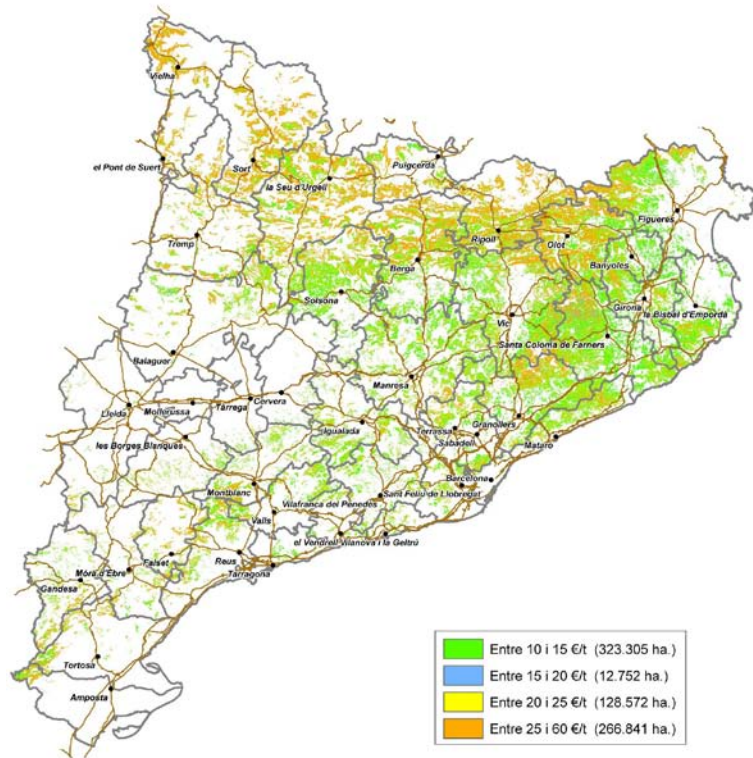 Vielha
el Pont de Suert
Sort
la Seu d'Urgell
Puigcerdà
Figueres
Tremp
Ripoll
Olot
Berga
Banyoles
Solsona
Girona
la Bisbal d'Empordà
Vic
Santa Coloma de Farners
Balaguer
Manresa
Cervera
Lleida
Mollerussa
Tàrrega
Igualada
Granollers
Terrassa
Sabadell
Mataró
les Borges Blanques
Barcelona
Montblanc
Sant Feliu de Llobregat
Vilafranca del Penedès
Valls
el Vendrell
Vilanova i la Geltrú
Falset
Reus
Móra d'Ebre
Tarragona
Gandesa
Tortosa
Amposta
Entre 10 i 15 €/t (323.305 ha.)
Entre 15 i 20 €/t (12.752 ha.)
Entre 20 i 25 €/t (128.572 ha.)
Entre 25 i 60 €/t (266.841 ha.)